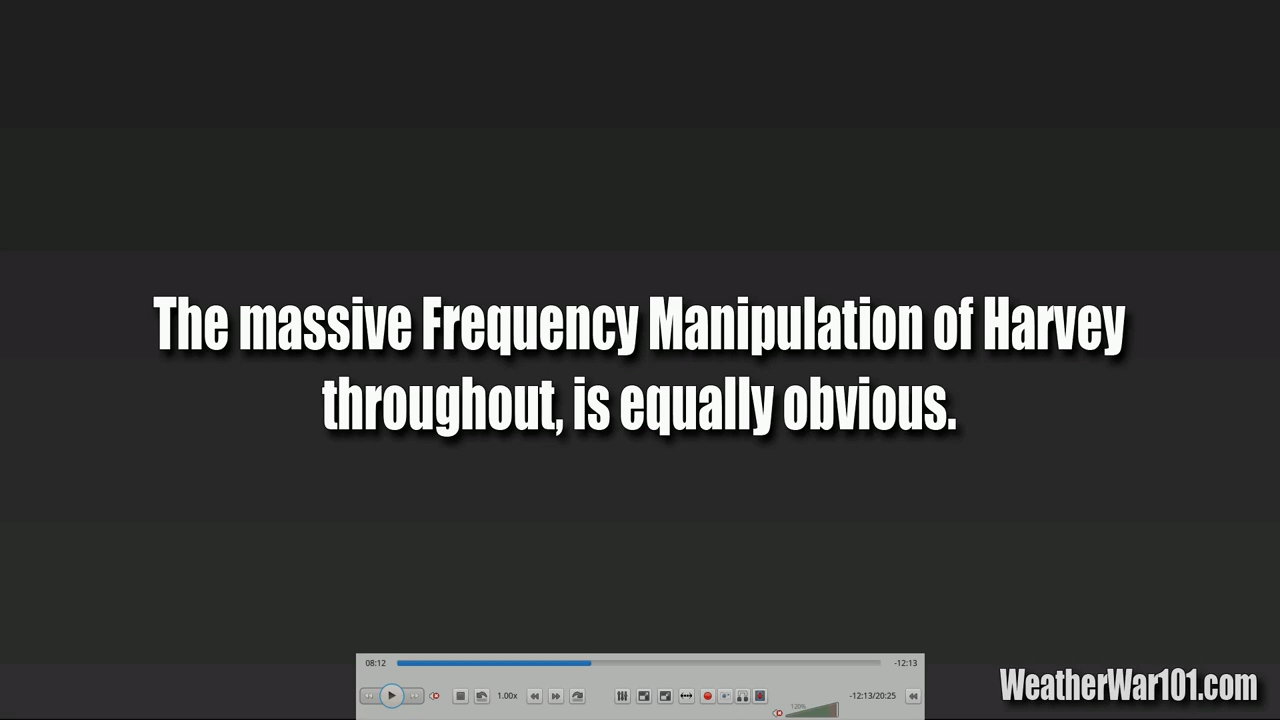 The massive Frequency Manipulation of Harvey
throughout, is equally obvious.
08:12
-12:13
1.00x
120%
-12:13/20:25
WeatherWar101.com